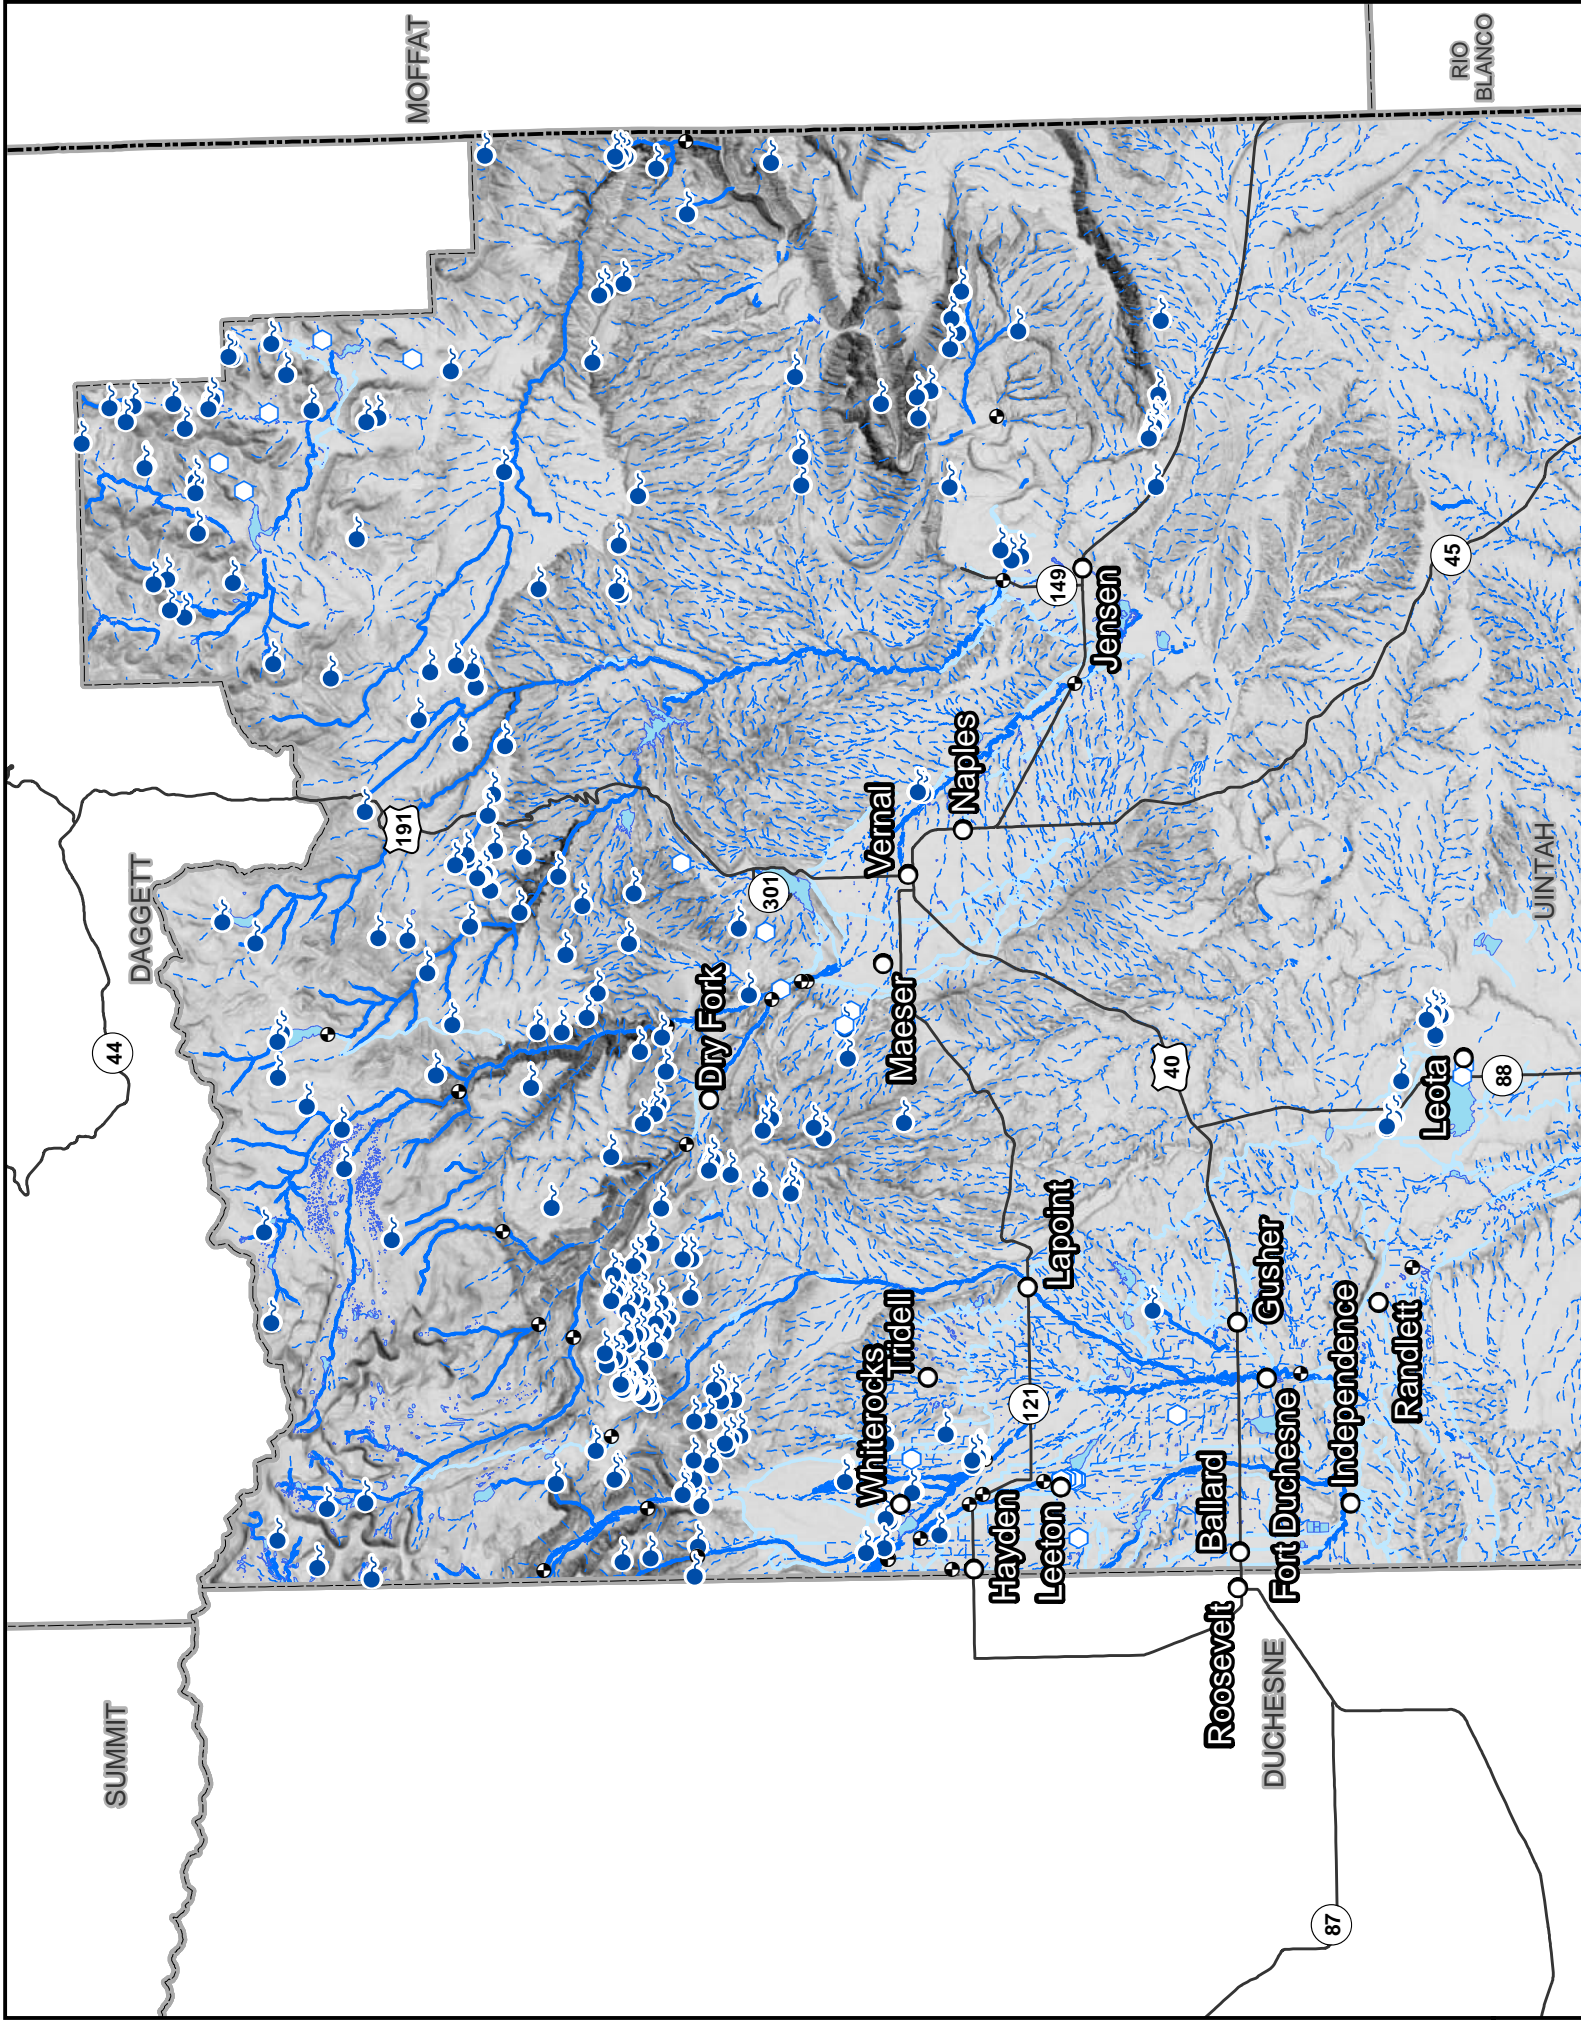 SUMMIT
DAGGETT
MOFFAT
44
191
Dry Fork
301
Vernal
Naples
Maeser
Whiterocks
Tridell
Lapoint
121
Hayden
Leeton
149
Jensen
40
Roosevelt
Ballard
Gusher
Fort Duchesne
DUCHESNE
Independence
Randlett
87
Leota
88
45
UINTAH
RIO
BLANCO